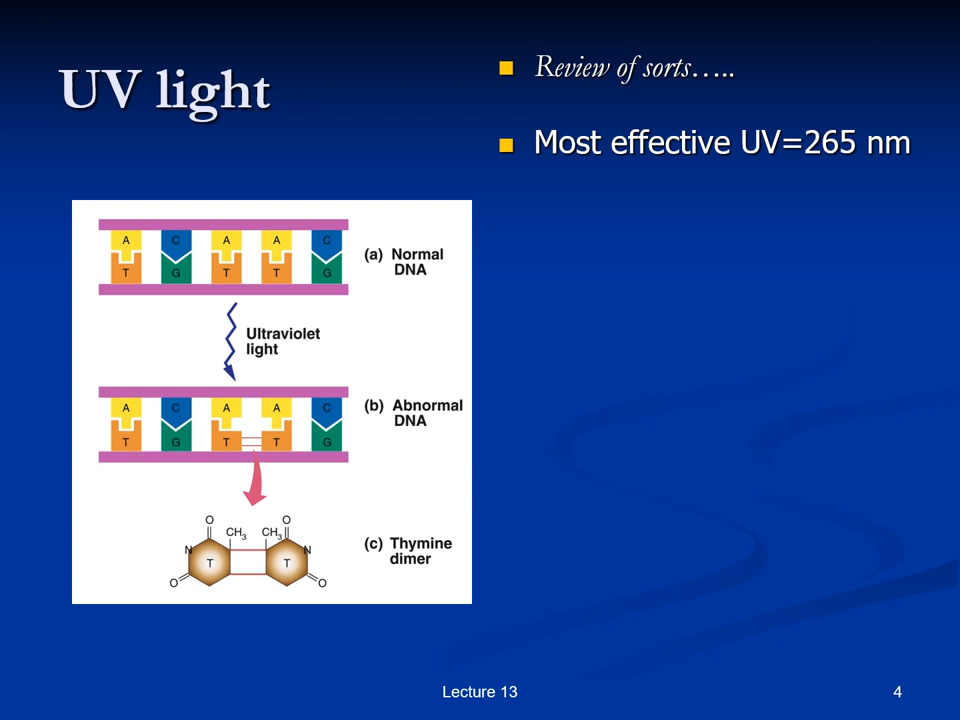 UV light
Review of sorts…..
Most effective UV=265 nm
A C A A C
T G T T G
(a) Normal
DNA
Ultraviolet
light
A C A A C
T G T T G
(b) Abnormal
DNA
O O
CH3 CH3
N N
T T
O O
(c) Thymine
dimer
Lecture 13
4